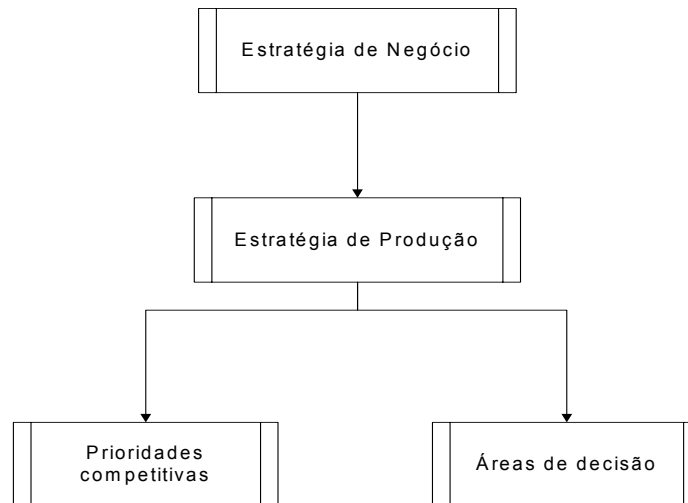 Estratégia de Negócio
Estratégia de Produção
Prioridades
competitivas
Áreas de decisão